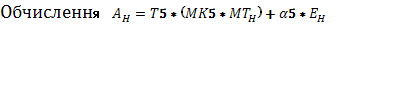 Обчислення A_H = T5 * (MK5 * MT_H) + α5 * E_H